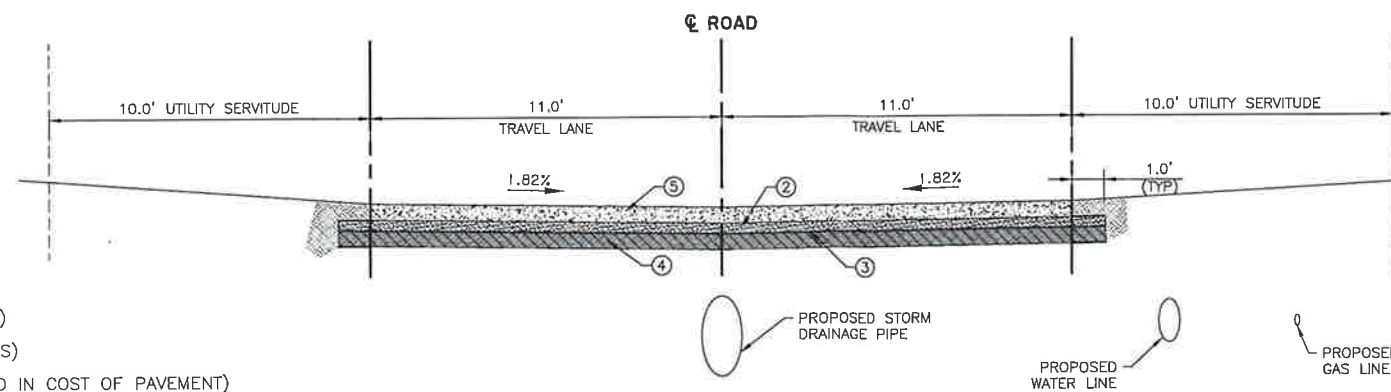 ℄ ROAD
10.0' UTILITY SERVITUDE
11.0'
TRAVEL LANE
11.0'
TRAVEL LANE
10.0' UTILITY SERVITUDE
1.82%
5
2
1.82%
1.0'
(TYP)
4
3
PROPOSED STORM
DRAINAGE PIPE
PROPOSED
WATER LINE
PROPOSED
GAS LINE
)
S)
D IN COST OF PAVEMENT)